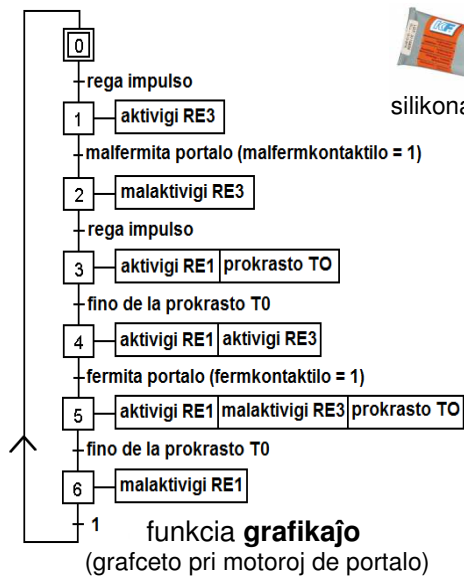 0
rega impulso
silikona
1 aktivigi RE3
malfermita portalo (malfermkontaktilo = 1)
2 malaktivigi RE3
rega impulso
3 aktivigi RE1 prokrasto TO
fino de la prokrasto T0
4 aktivigi RE1 aktivigi RE3
fermita portalo (fermkontaktilo = 1)
5 aktivigi RE1 malaktivigi RE3 prokrasto TO
fino de la prokrasto T0
6 malaktivigi RE1
1
funkcia grafikaĵo
(grafceto pri motoroj de portalo)